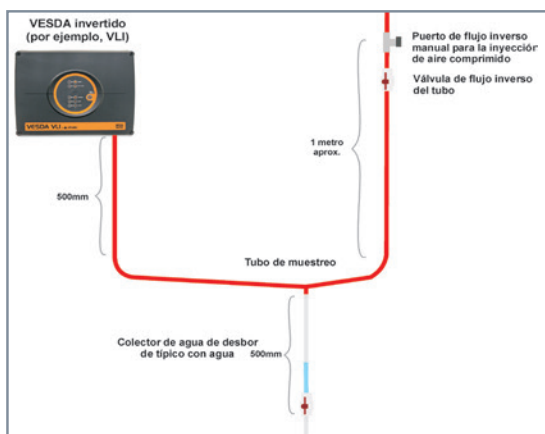 VESDA invertido
(por ejemplo, VLI)
VESDA VLI
500mm
Puerto de flujo inverso
manual para la inyección
de aire comprimido
Válvula de flujo inverso
del tubo
1 metro
aprox.
Tubo de muestreo
Colector de agua de desbor
de típico con agua
500mm